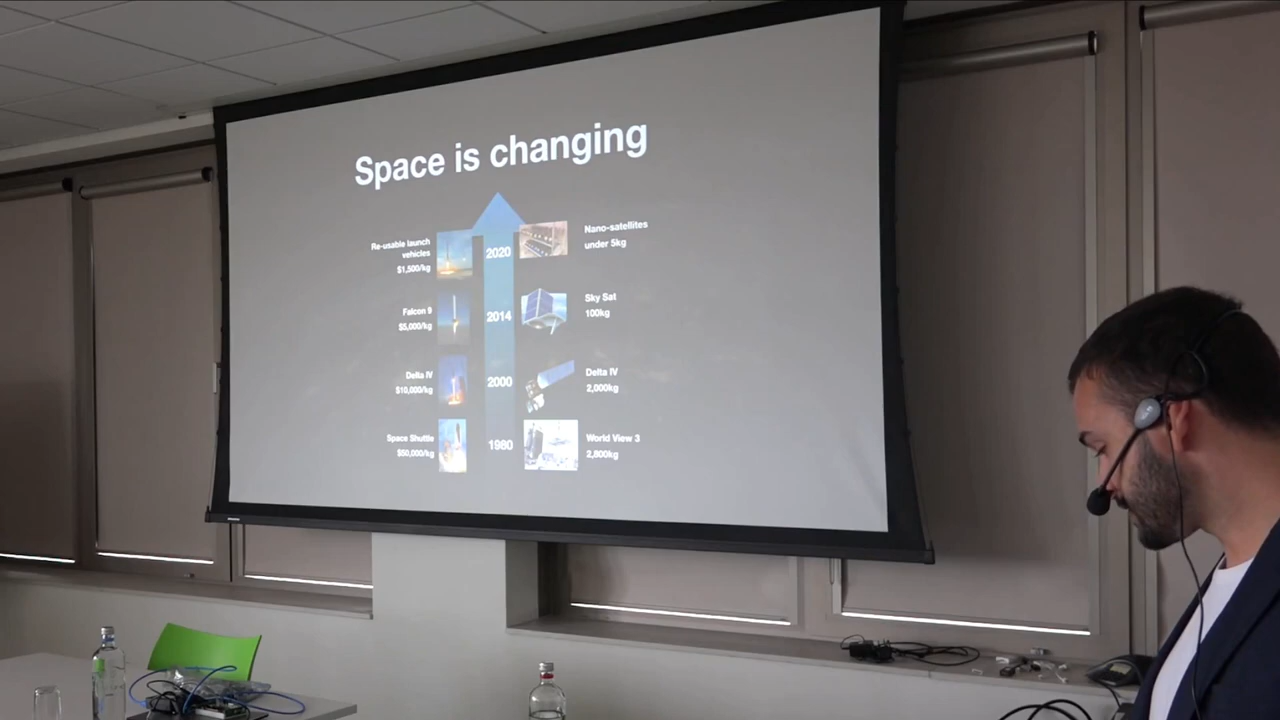 Space is changing
Re-usable launch
vehicles
$1,500/kg
2020
Nano-satellites
under 5kg
Falcon 9
$5,000/kg
2014
Sky Sat
100kg
Delta IV
$10,000/kg
2000
Delta IV
2,000kg
Space Shuttle
$50,000/kg
1980
World View 3
2,800kg